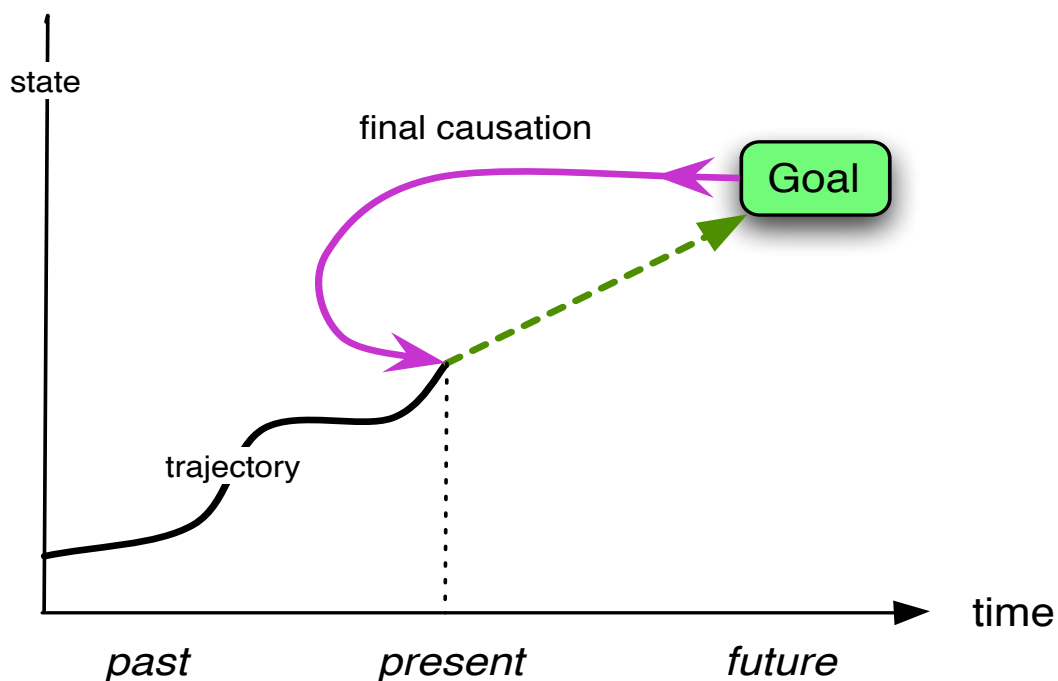 state
final causation
Goal
trajectory
time
past present future